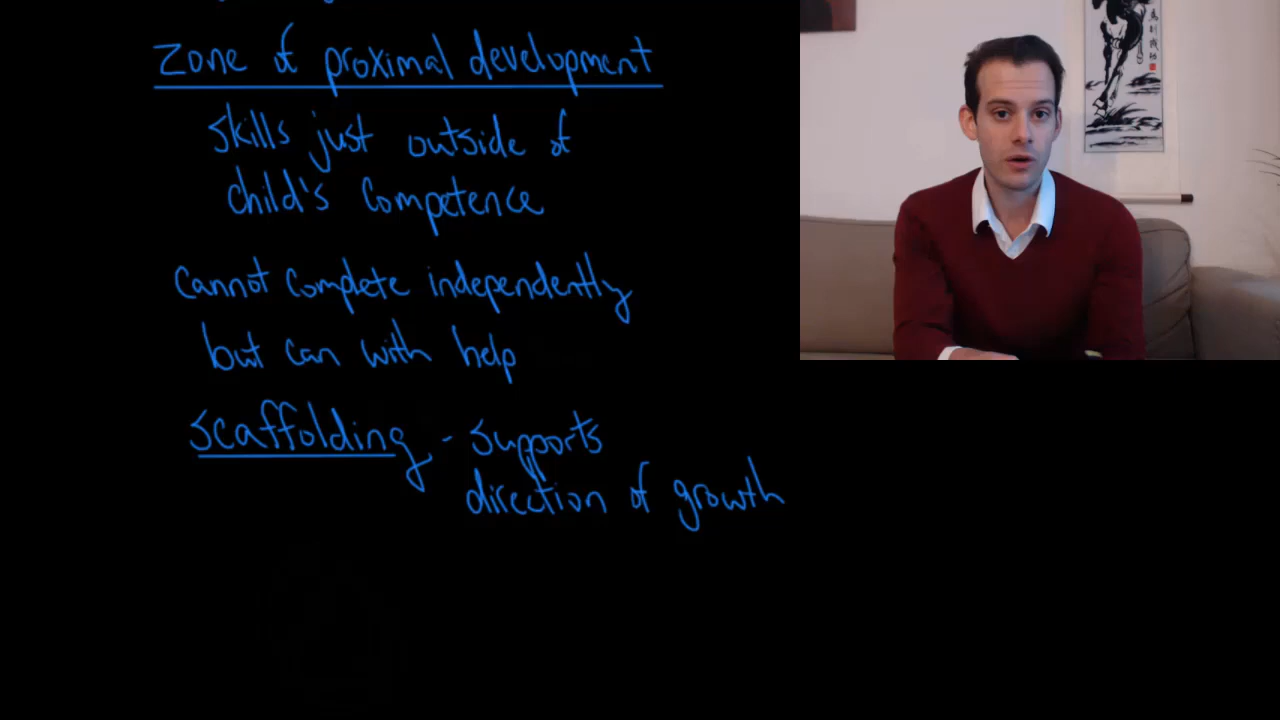 Zone of proximal development
skills just outside of
child's competence
cannot complete independently
but can with help
scaffolding - supports
direction of growth